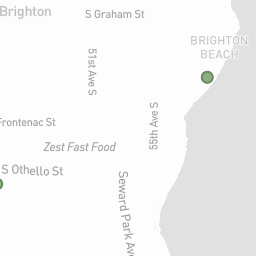 Brighton
S Graham St
BRIGHTON
BEACH
51st Ave S
55th Ave S
Frontenac St
Zest Fast Food
S Othello St
Seward Park Ave